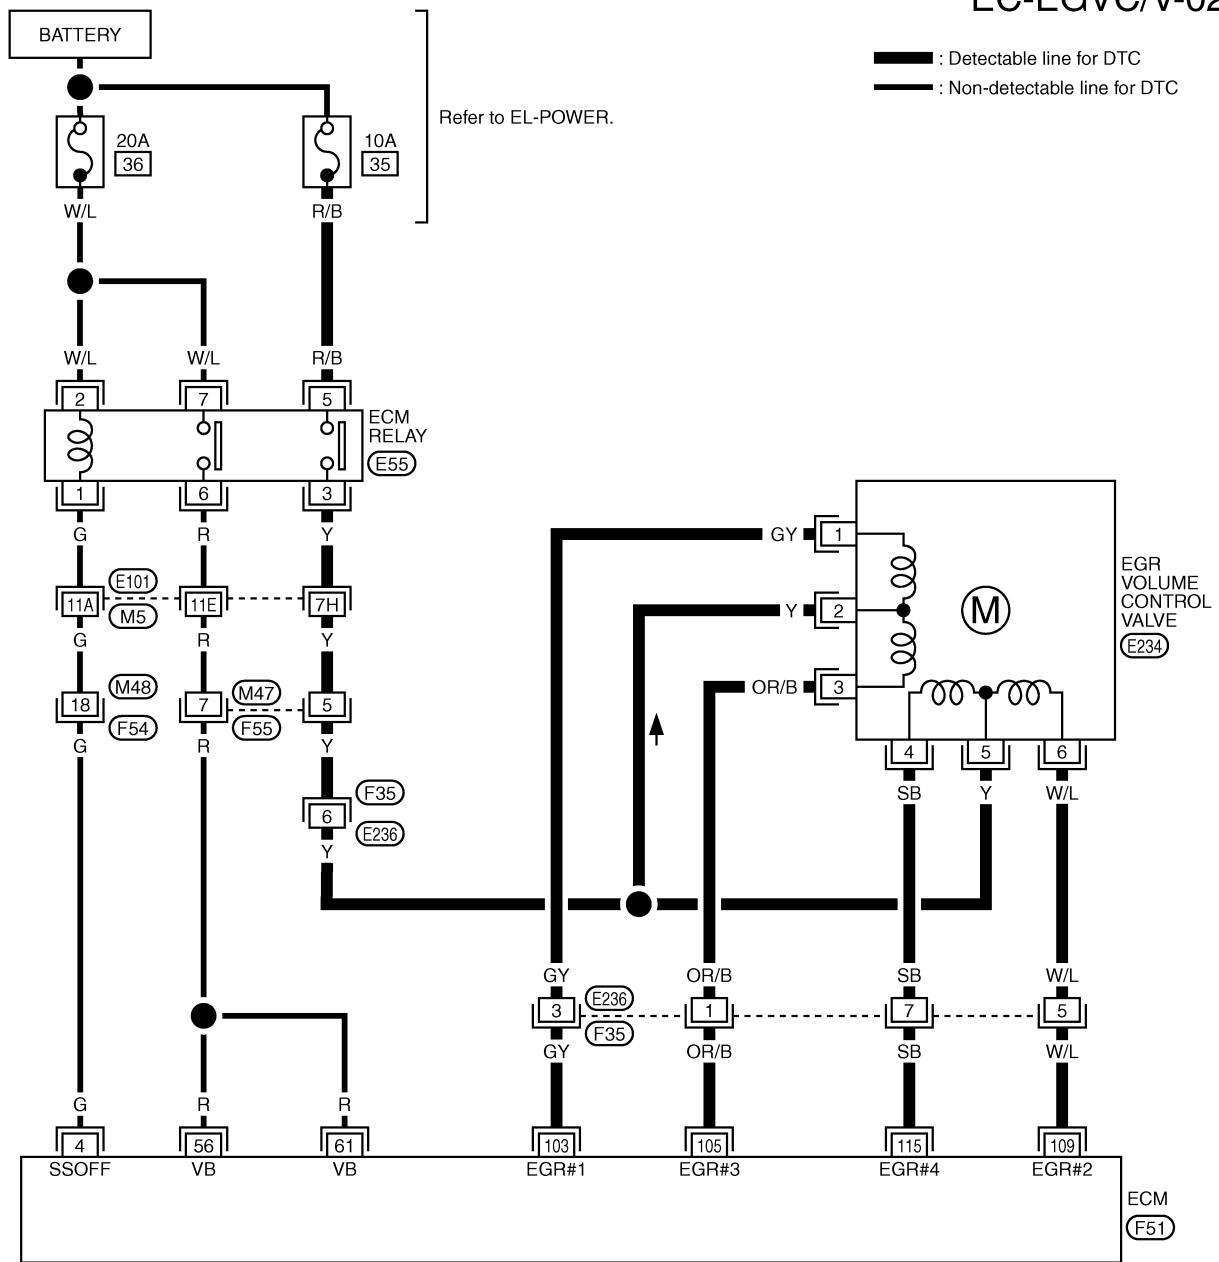 EC-EGVC/V-02
BATTERY
: Detectable line for DTC
: Non-detectable line for DTC
Refer to EL-POWER.
20A
36
10A
35
W/L
R/B
W/L
W/L
R/B
2
7
5
ECM
RELAY
E55
1
6
3
G
R
Y
11A
E101
M5
11E
7H
G
R
Y
18
M48
F54
7
M47
F55
5
G
R
Y
6
F35
E236
Y
GY
1
Y
2
OR/B
3
M
EGR
VOLUME
CONTROL
VALVE
E234
4
5
6
SB
Y
W/L
GY
OR/B
SB
W/L
3
E236
F35
1
7
5
GY
OR/B
SB
W/L
G
R
R
4
56
61
103
105
115
109
SSOFF
VB
VB
EGR#1
EGR#3
EGR#4
EGR#2
ECM
F51